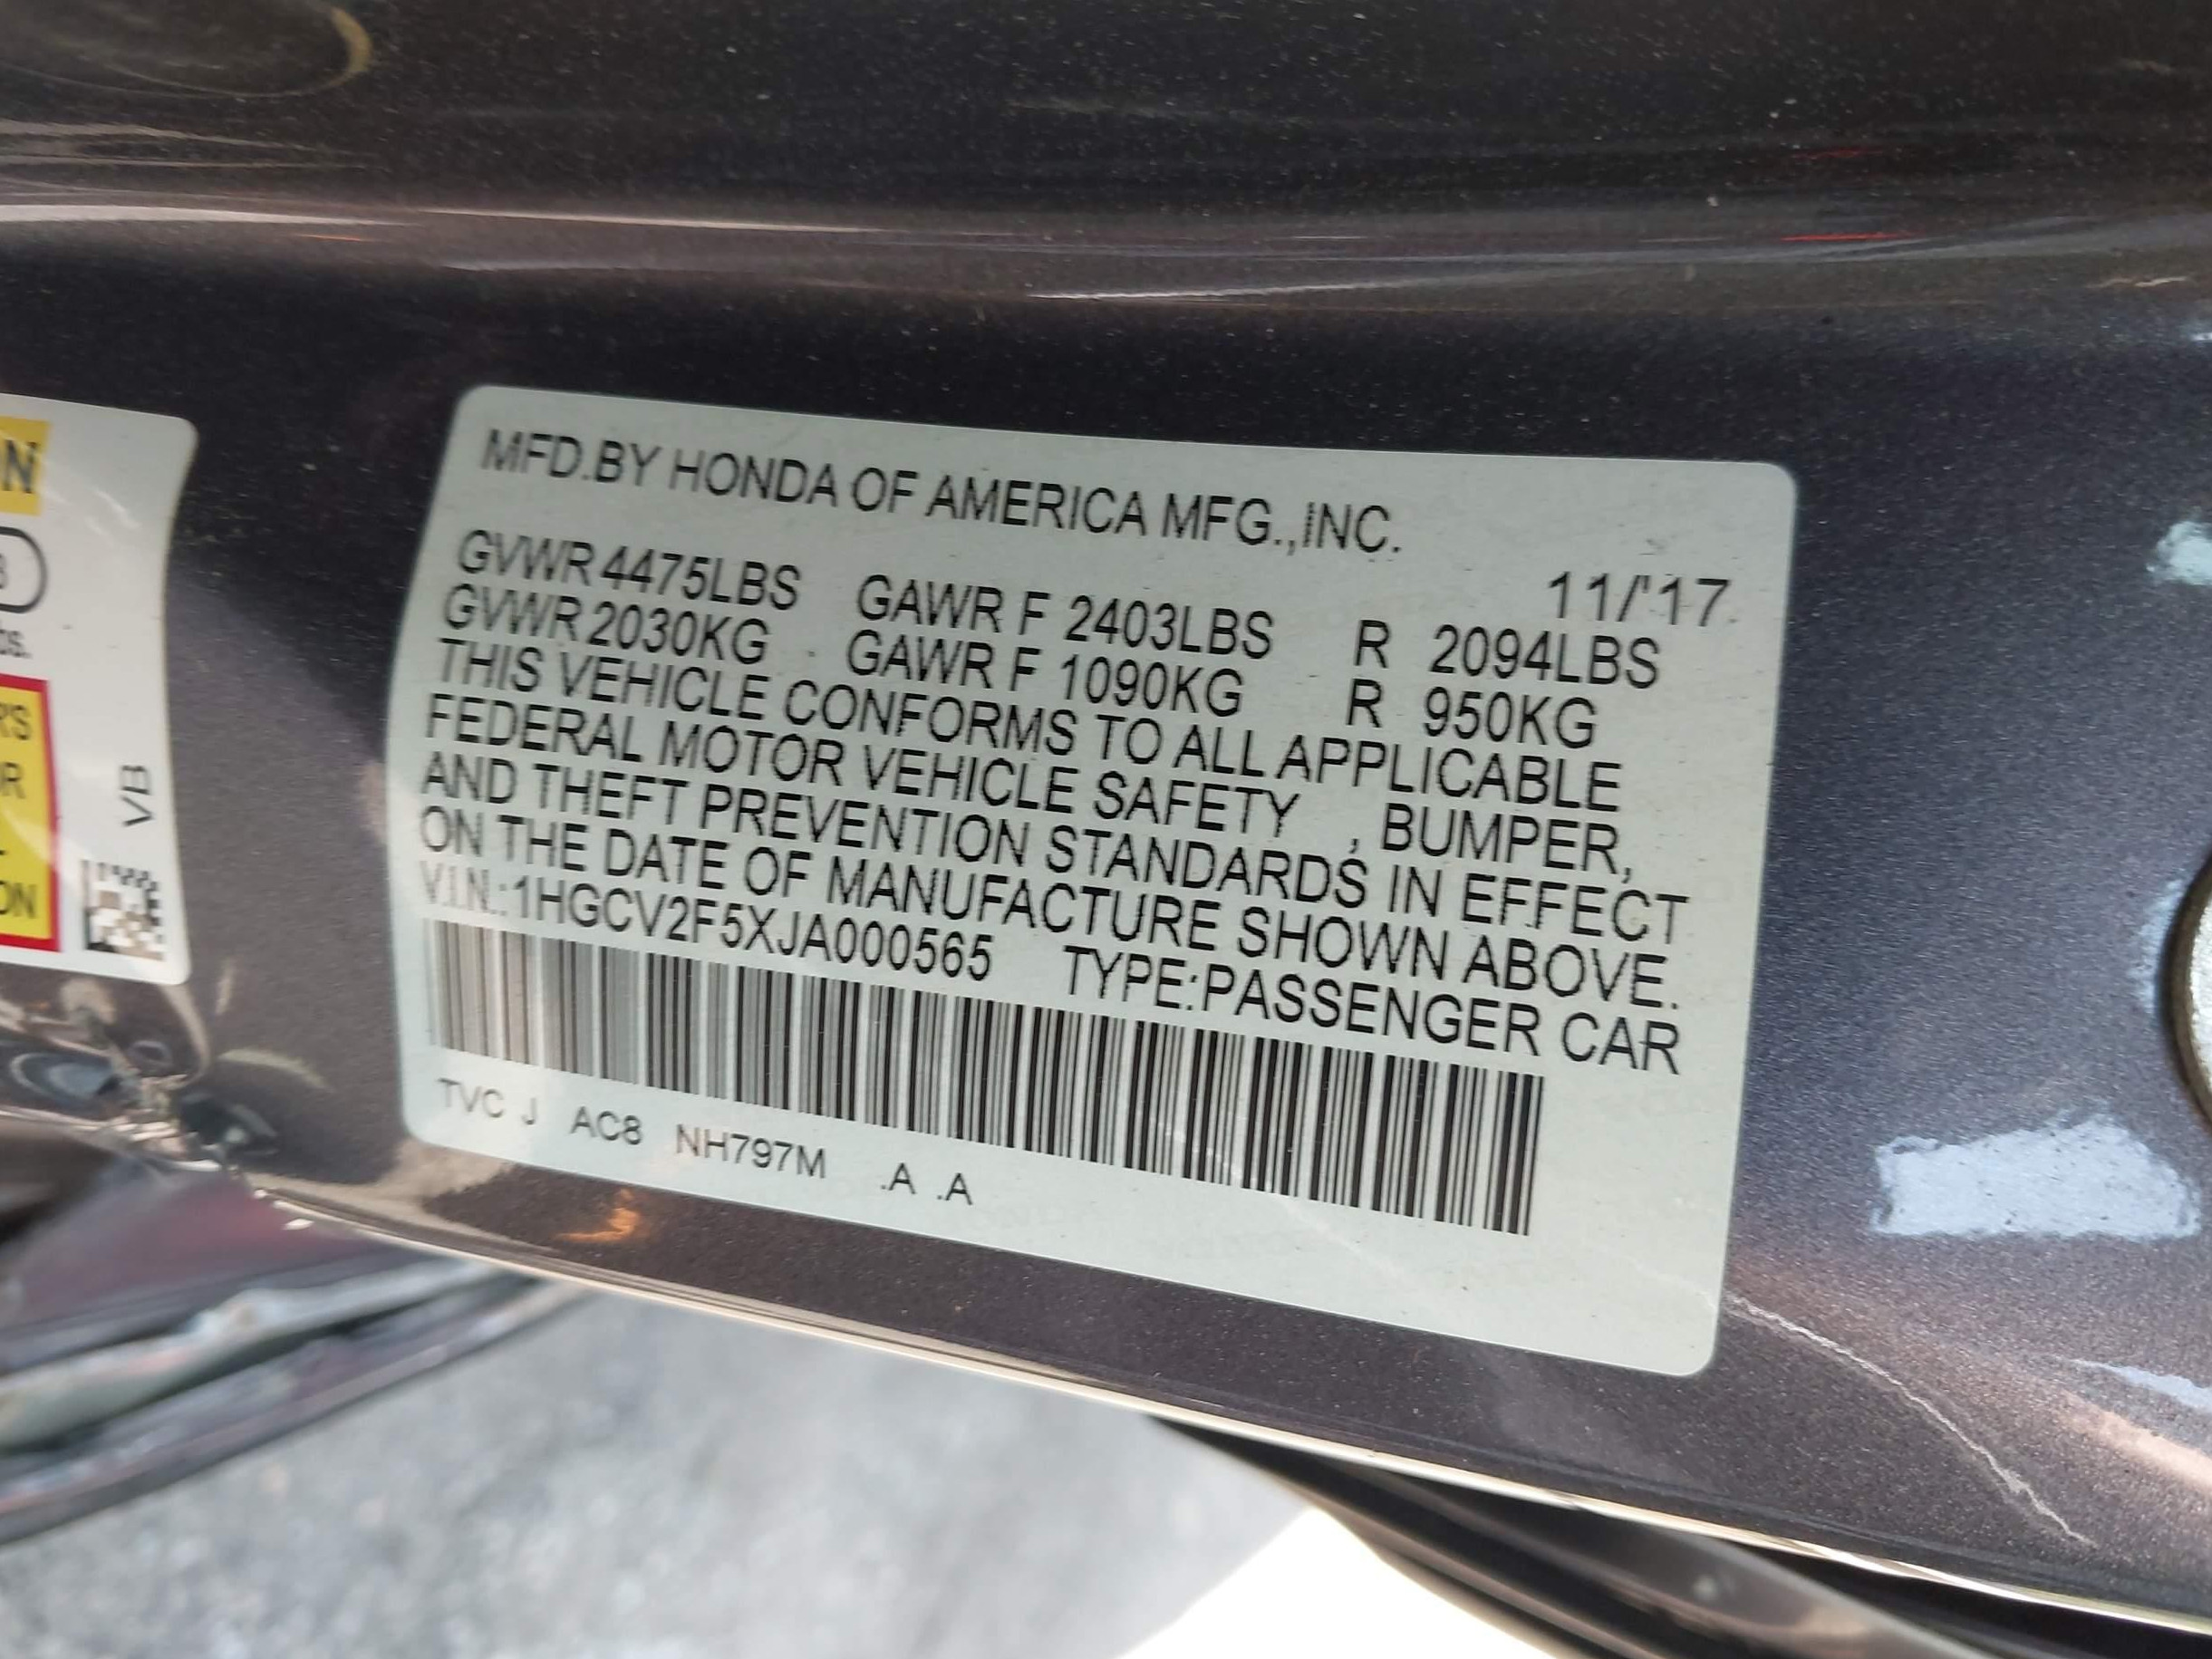 MFD.BY HONDA OF AMERICA MFG.,INC.
11/'17
GVWR 4475LBS GAWR F 2403LBS R 2094LBS
GVWR 2030KG GAWR F 1090KG R 950KG
THIS VEHICLE CONFORMS TO ALL APPLICABLE
FEDERAL MOTOR VEHICLE SAFETY , BUMPER,
AND THEFT PREVENTION STANDARDS IN EFFECT
ON THE DATE OF MANUFACTURE SHOWN ABOVE.
V.I.N.:1HGCV2F5XJA000565 TYPE:PASSENGER CAR
TVC J AC8 NH797M .A .A
VB